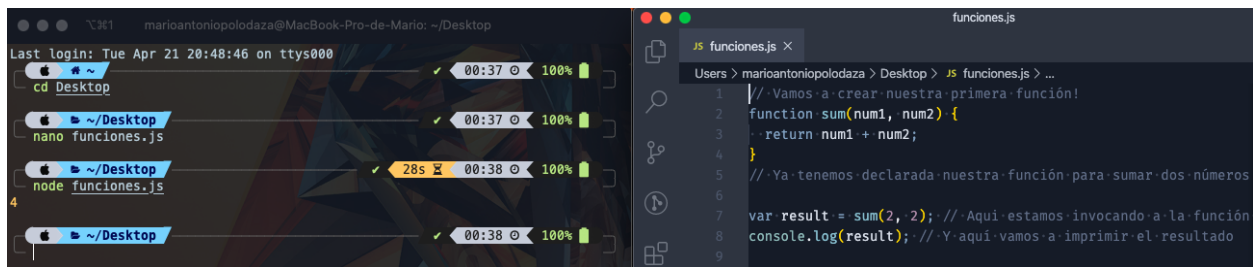 ⌥⌘1 marioantoniopolodaza@MacBook-Pro-de-Mario: ~/Desktop
Last login: Tue Apr 21 20:48:46 on ttys000
~ ✔ 00:37 100%
cd Desktop
~/Desktop ✔ 00:37 100%
nano funciones.js
~/Desktop ✔ 28s 00:38 100%
node funciones.js
4
~/Desktop ✔ 00:38 100%
funciones.js
JS funciones.js ×
Users > marioantoniopolodaza > Desktop > JS funciones.js > ...
1 // Vamos a crear nuestra primera función!
2 function sum(num1, num2) {
3 return num1 + num2;
4 }
5 // Ya tenemos declarada nuestra función para sumar dos números
6
7 var result = sum(2, 2); // Aqui estamos invocando a la función
8 console.log(result); // Y aquí vamos a imprimir el resultado
9